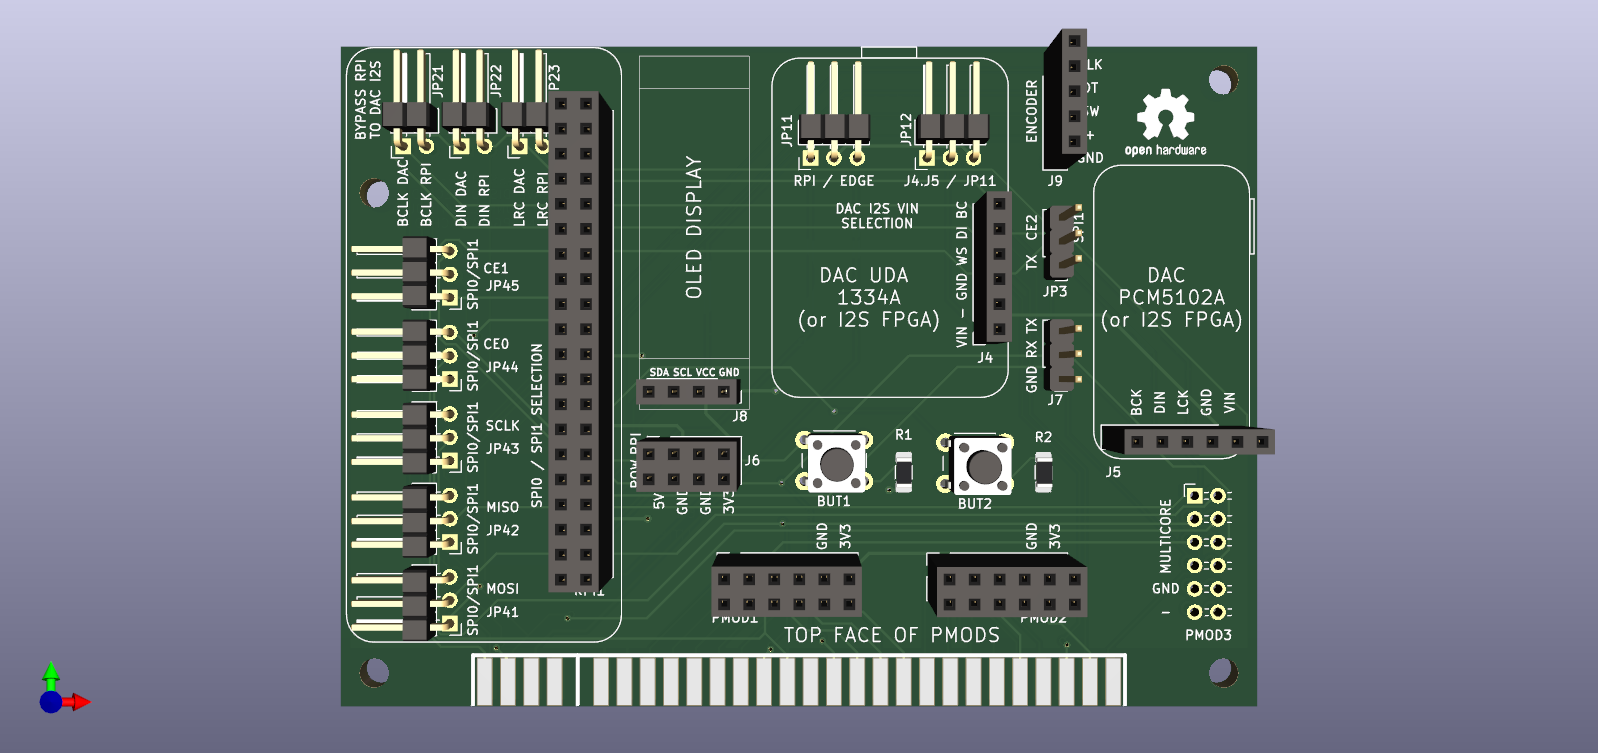 BYPASS RPI
TO DAC I2S
JP21
JP22
P23
BCLK DAC
BCLK RPI
DIN DAC
DIN RPI
LRC DAC
LRC RPI
OLED DISPLAY
JP11
JP12
RPI / EDGE
J4.J5 / JP11
DAC I2S VIN
SELECTION
ENCODER
LK
DT
SW
+
GND
J9
open hardware
SPI0/SPI1
CE1
JP45
SPI0/SPI1
CE0
JP44
SPI0/SPI1
SCLK
JP43
SPI0/SPI1
MISO
JP42
SPI0/SPI1
MOSI
JP41
SPI0 / SPI1 SELECTION
DAC UDA
1334A
(or I2S FPGA)
VIN - GND WS DI BC
J4
TX CE2
SPI1
JP3
GND RX TX
J7
DAC
PCM5102A
(or I2S FPGA)
BCK
DIN
LCK
GND
VIN
J5
SDA SCL VCC GND
J8
J6
5V
GND
GND
3V3
BUT1
R1
BUT2
R2
GND
3V3
GND
3V3
PMOD1
PMOD2
TOP FACE OF PMODS
MULTICORE
GND
-
PMOD3